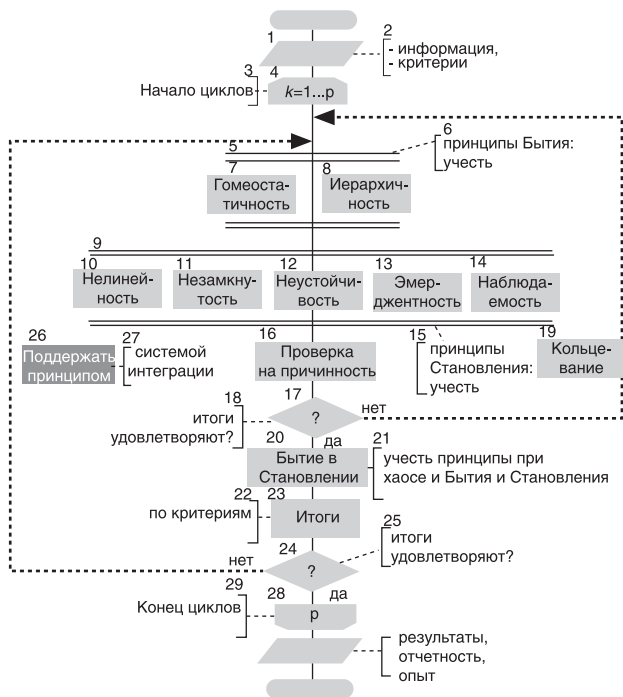 1
2
- информация,
- критерии
3
4
Начало циклов
k=1...p
5
6
принципы Бытия:
учесть
7
8
Гомеоста-
тичность
Иерархич-
ность
9
10
11
12
13
14
Нелиней-
ность
Незамкну-
тость
Неустойчи-
вость
Эмер-
джентность
Наблюда-
емость
26
27
16
15
19
Поддержать
принципом
системой
интеграции
Проверка
на причинность
принципы
Становления:
учесть
Кольце-
вание
18
17
?
нет
итоги
удовлетворяют?
да
20
21
Бытие в
Становлении
учесть принципы при
хаосе и Бытия и Становления
22
23
по критериям
Итоги
25
24
нет
?
итоги
удовлетворяют?
29
28
да
Конец циклов
p
результаты,
отчетность,
опыт